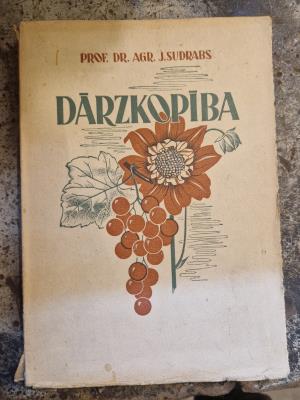 PROF. DR. AGR. J. SUDRABS
DĀRZKOPĪBA